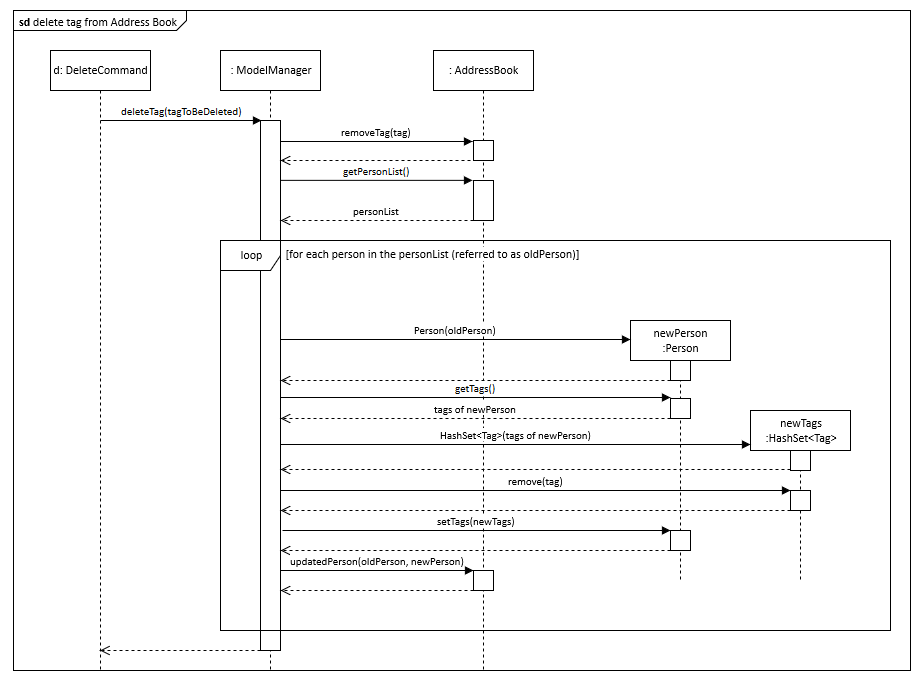 sd delete tag from Address Book
d: DeleteCommand
: ModelManager
: AddressBook
deleteTag(tagToBeDeleted)
removeTag(tag)
getPersonList()
personList
loop
[for each person in the personList (referred to as oldPerson)]
Person(oldPerson)
newPerson
:Person
getTags()
tags of newPerson
newTags
:HashSet<Tag>
HashSet<Tag>(tags of newPerson)
remove(tag)
setTags(newTags)
updatedPerson(oldPerson, newPerson)